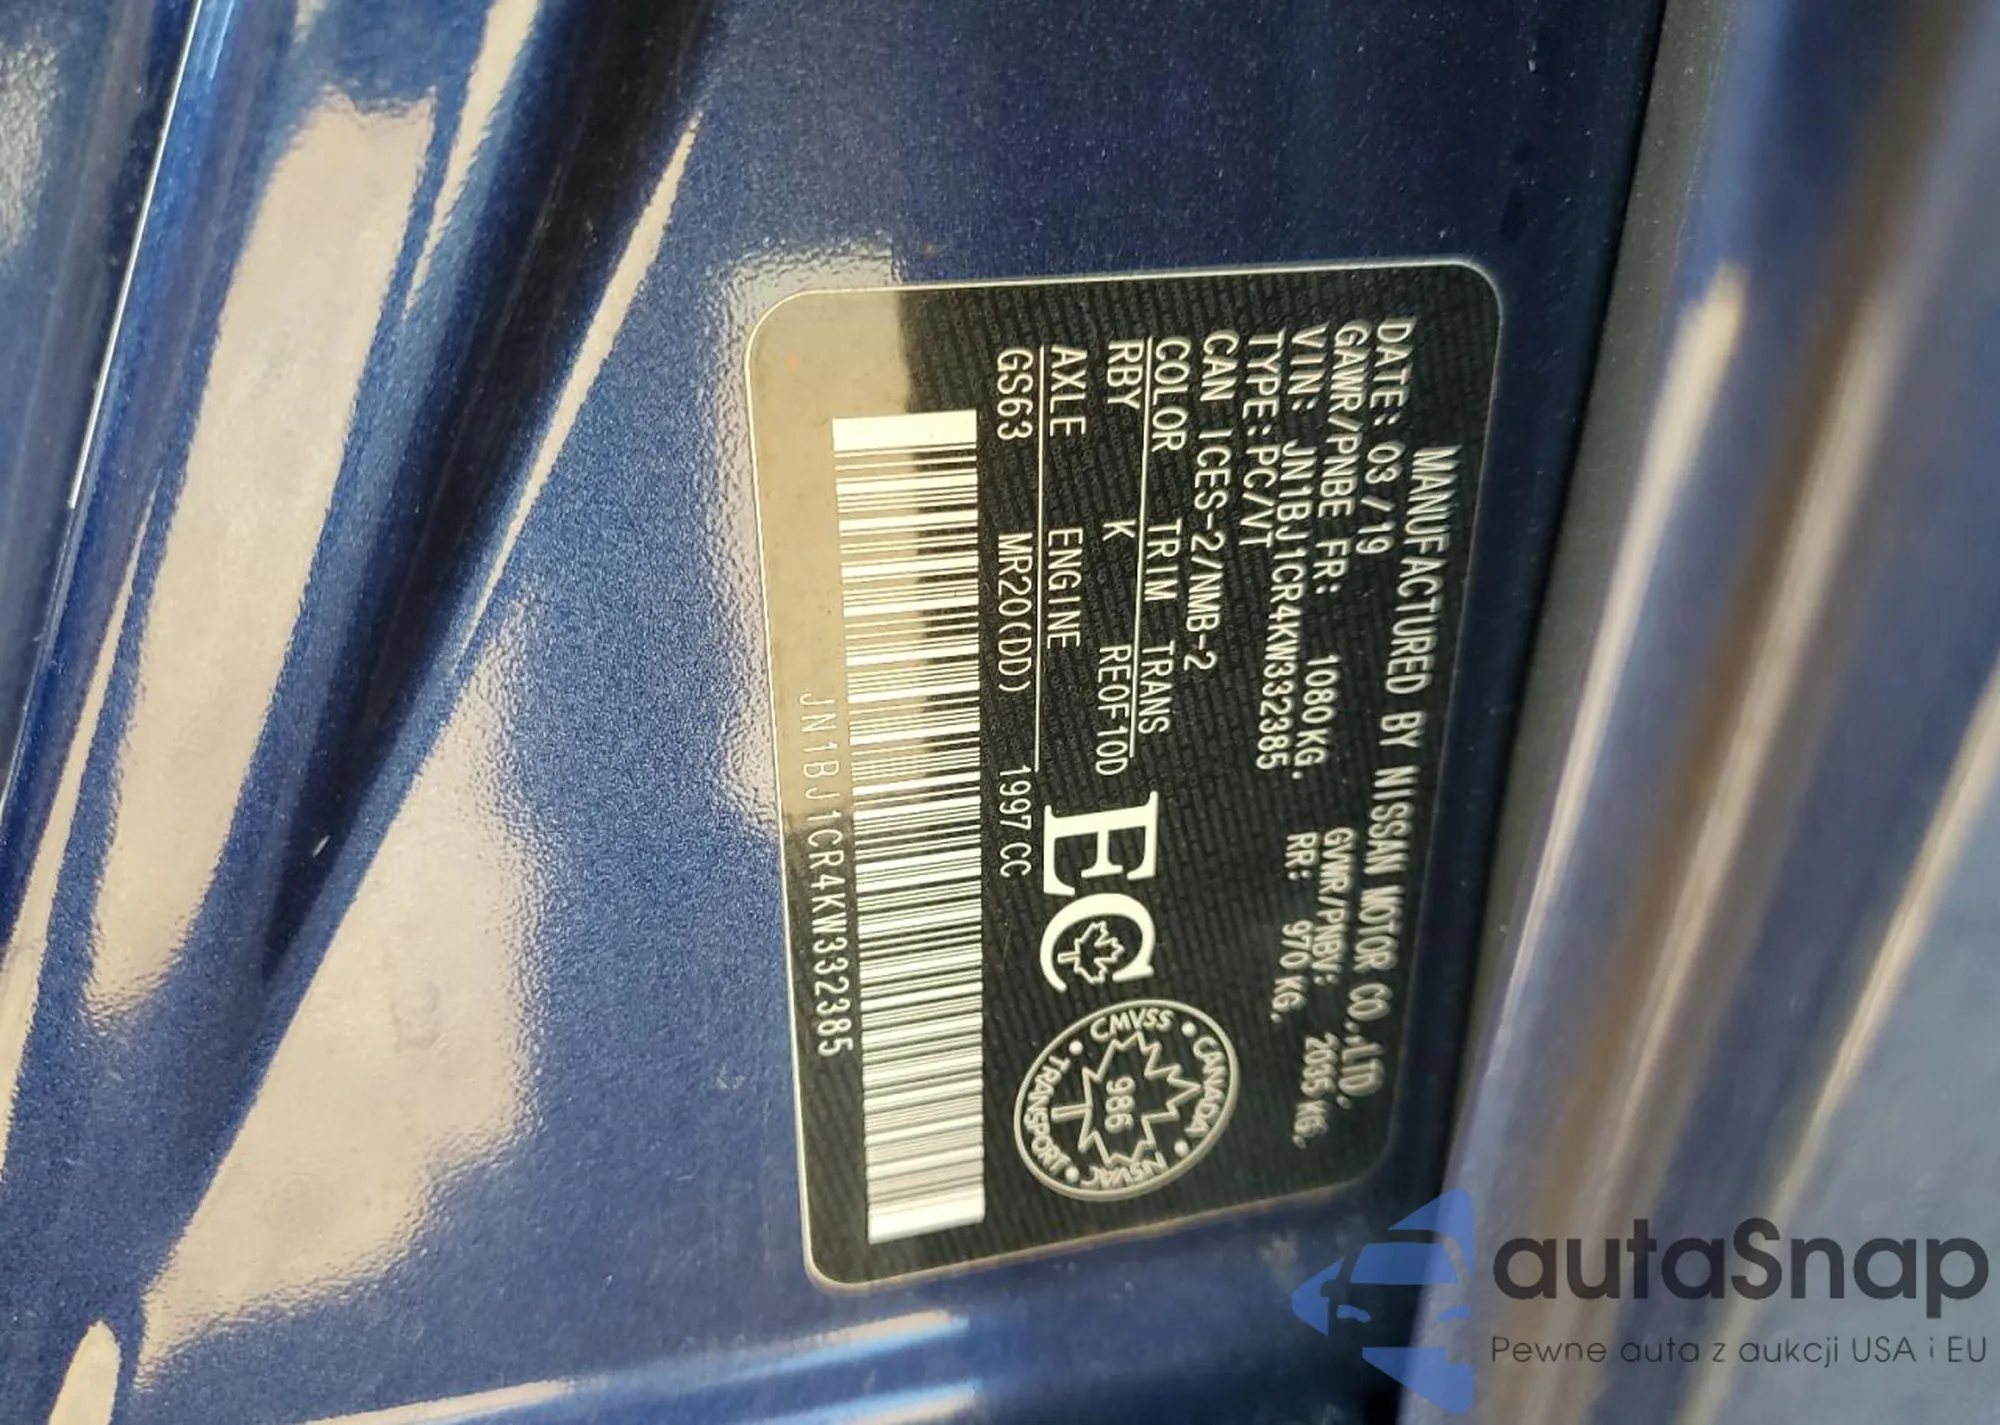 MANUFACTURED BY NISSAN MOTOR CO.,LTD.
DATE: 03 / 19
GAWR/PNBE FR: 1080 KG. GVWR/PNBV: 2035 KG.
RR: 970 KG.
VIN: JN1BJ1CR4KW332385
TYPE: PC/VT
CAN ICES-2/NMB-2
COLOR TRIM TRANS
RBY K RE0F10D
AXLE ENGINE
GS63 MR20(DD) 1997 CC
EC
CMVSS • CANADA • NSVAC • TRANSPORT •
986
JN1BJ1CR4KW332385
autaSnap
Pewne auta z aukcji USA i EU